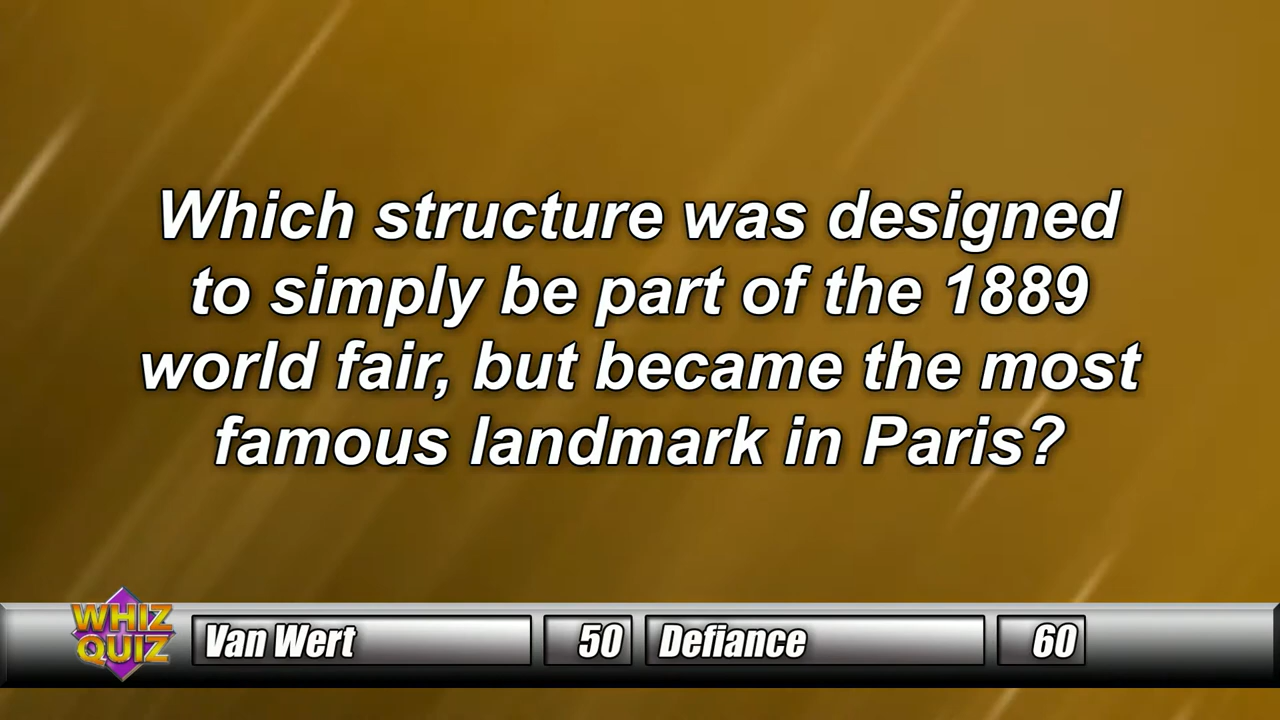 Which structure was designed
to simply be part of the 1889
world fair, but became the most
famous landmark in Paris?
WHIZ
QUIZ
Van Wert 50 Defiance 60